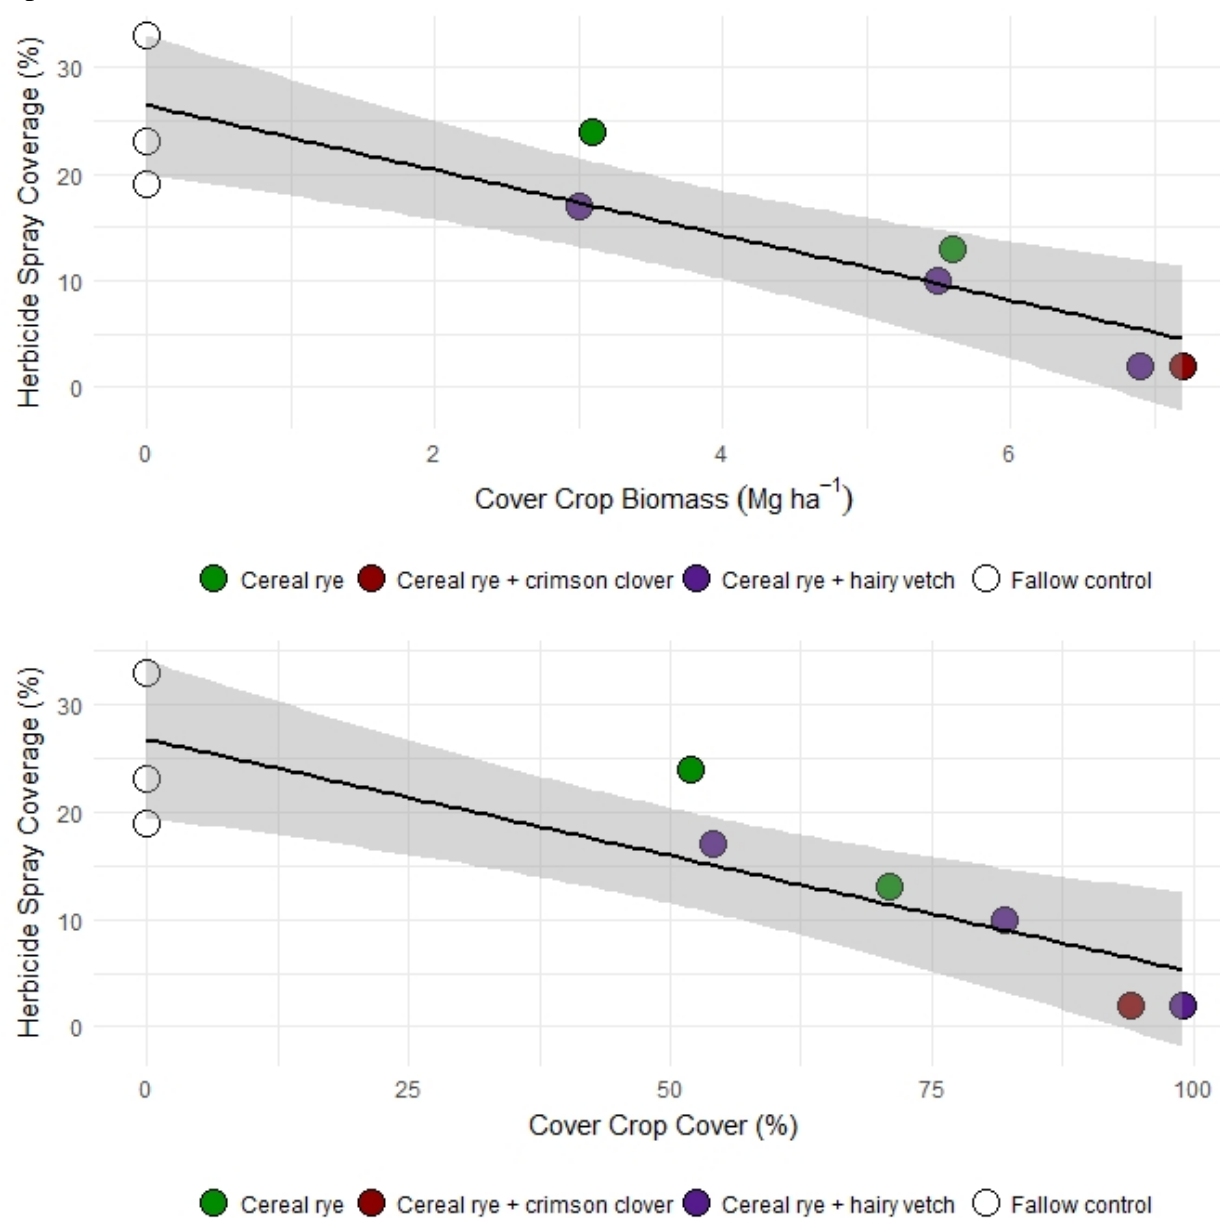 Herbicide Spray Coverage (%)
30
20
10
0
0 2 4 6
Cover Crop Biomass (Mg ha⁻¹)
Cereal rye Cereal rye + crimson clover Cereal rye + hairy vetch Fallow control
Herbicide Spray Coverage (%)
30
20
10
0
0 25 50 75 100
Cover Crop Cover (%)
Cereal rye Cereal rye + crimson clover Cereal rye + hairy vetch Fallow control